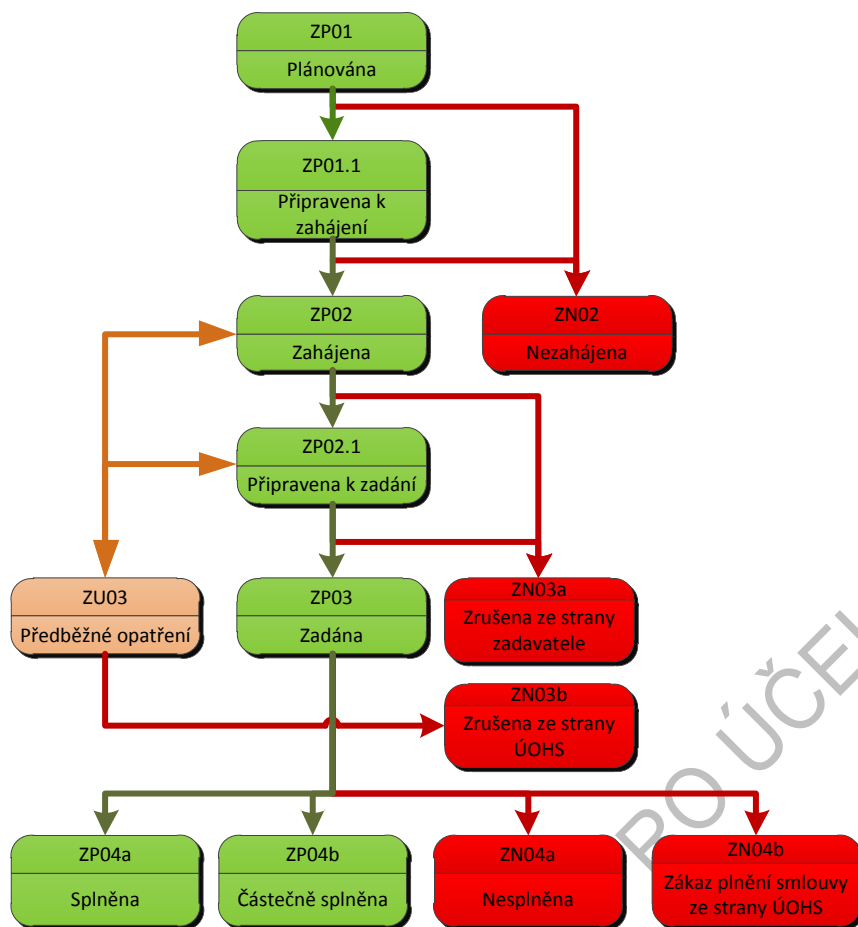 ZP01
Plánována
ZP01.1
Připravena k
zahájení
ZP02
Zahájena
ZN02
Nezahájena
ZP02.1
Připravena k zadání
ZU03
Předběžné opatření
ZP03
Zadána
ZN03a
Zrušena ze strany
zadavatele
ZN03b
Zrušena ze strany
ÚOHS
PO ÚČEL
ZP04a
Splněna
ZP04b
Částečně splněna
ZN04a
Nesplněna
ZN04b
Zákaz plnění smlouvy
ze strany ÚOHS